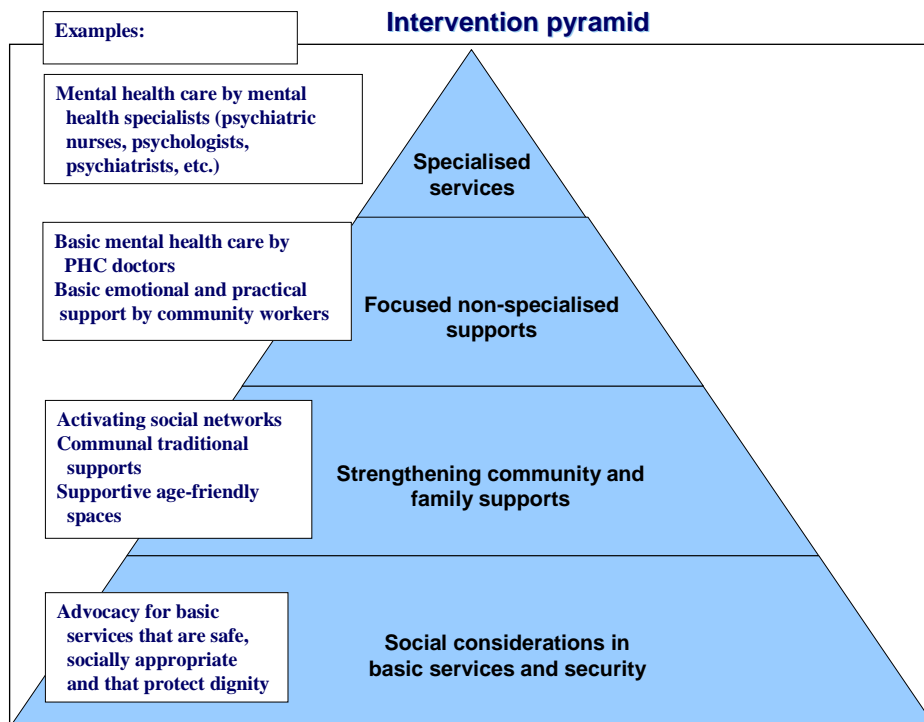 Intervention pyramid
Examples:
Mental health care by mental
health specialists (psychiatric
nurses, psychologists,
psychiatrists, etc.)
Specialised
services
Basic mental health care by
PHC doctors
Basic emotional and practical
support by community workers
Focused non-specialised
supports
Activating social networks
Communal traditional
supports
Supportive age-friendly
spaces
Strengthening community and
family supports
Advocacy for basic
services that are safe,
socially appropriate
and that protect dignity
Social considerations in
basic services and security